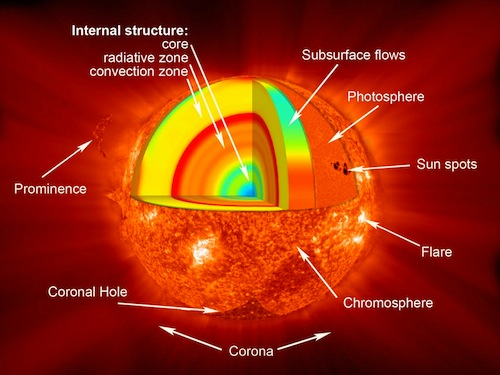 Internal structure:
core
radiative zone
convection zone
Subsurface flows
Photosphere
Sun spots
Prominence
Flare
Coronal Hole
Chromosphere
Corona